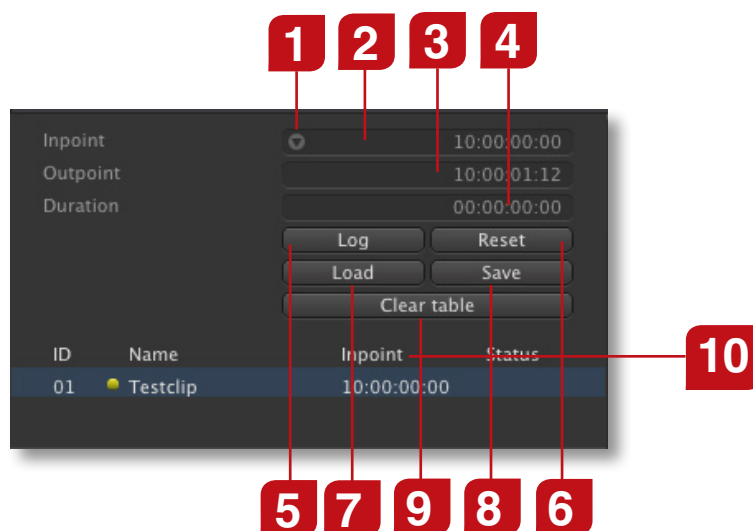 1 2 3 4
Inpoint 10:00:00:00
Outpoint 10:00:01:12
Duration 00:00:00:00
Log Reset
Load Save
Clear table
ID Name Inpoint Status
10
01 Testclip 10:00:00:00
5 7 9 8 6